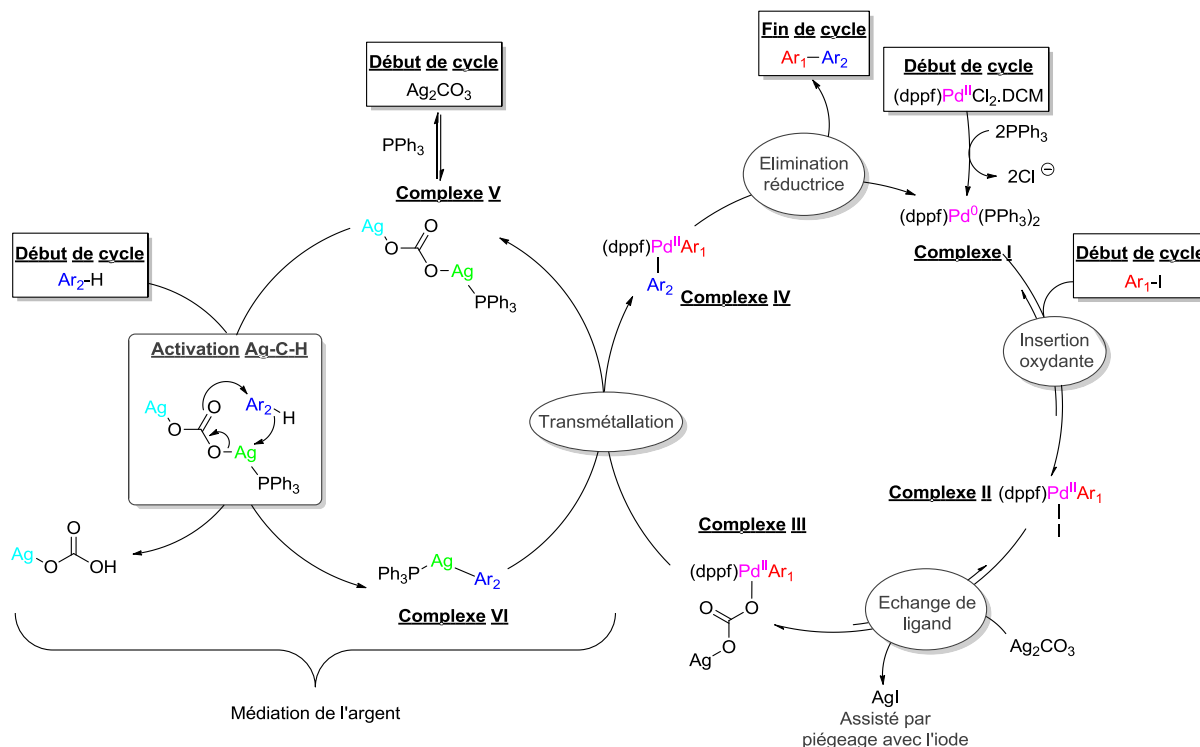 Début de cycle
Ag2CO3
PPh3
Complexe V
Ag
O
O
O
Ag
PPh3
Début de cycle
Ar2-H
Activation Ag-C-H
Ag
O
O
O
Ar2
H
Ag
PPh3
Ag
O
O
OH
Ph3P
Ag
Ar2
Complexe VI
Médiation de l'argent
Transmétallation
Fin de cycle
Ar1–Ar2
Elimination
réductrice
(dppf)PdIIAr1
Ar2
Complexe IV
Début de cycle
(dppf)PdIICl2.DCM
2PPh3
2Cl ⊖
(dppf)Pd0(PPh3)2
Complexe I
Début de cycle
Ar1-I
Insertion
oxydante
Complexe II
(dppf)PdIIAr1
I
Echange de
ligand
Ag2CO3
AgI
Assisté par
piégeage avec l'iode
Complexe III
(dppf)PdIIAr1
O
O
O
Ag